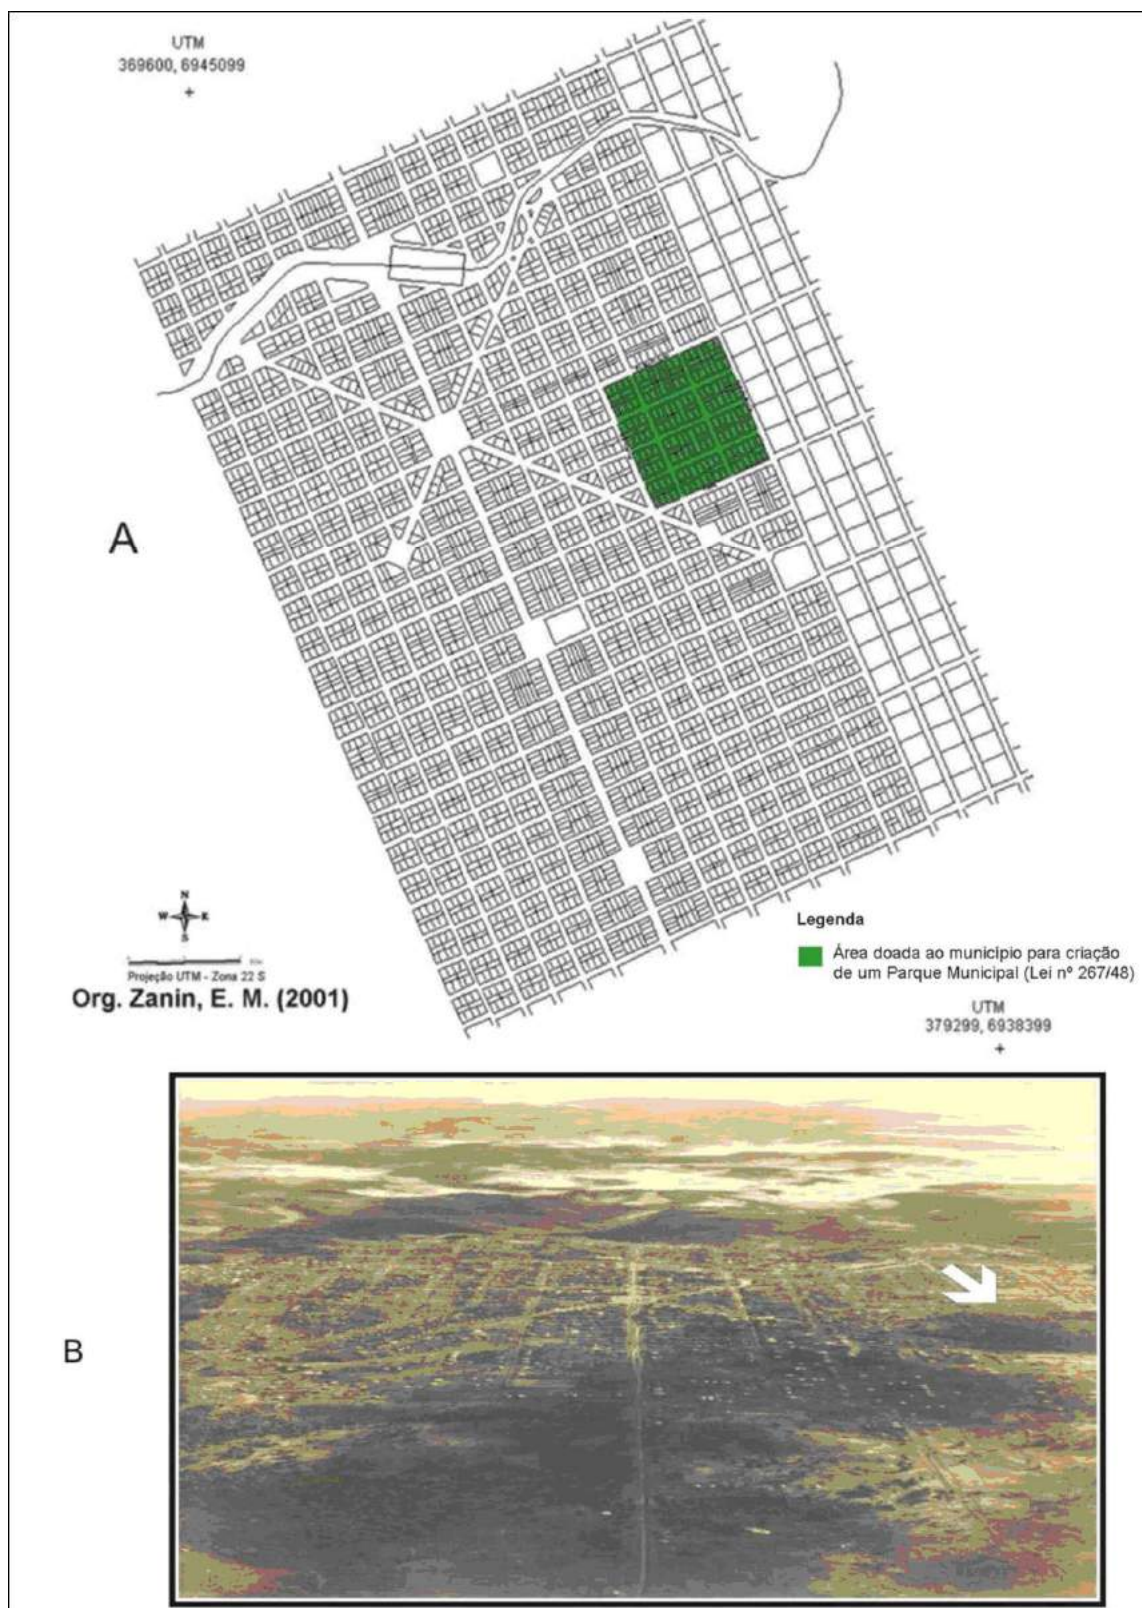 UTM
369600, 6945099
A
N
W
S
Projeção UTM - Zona 22 S
Org. Zanin, E. M. (2001)
Legenda
Área doada ao município para criação
de um Parque Municipal (Lei nº 267/48)
UTM
379299, 6938399
B